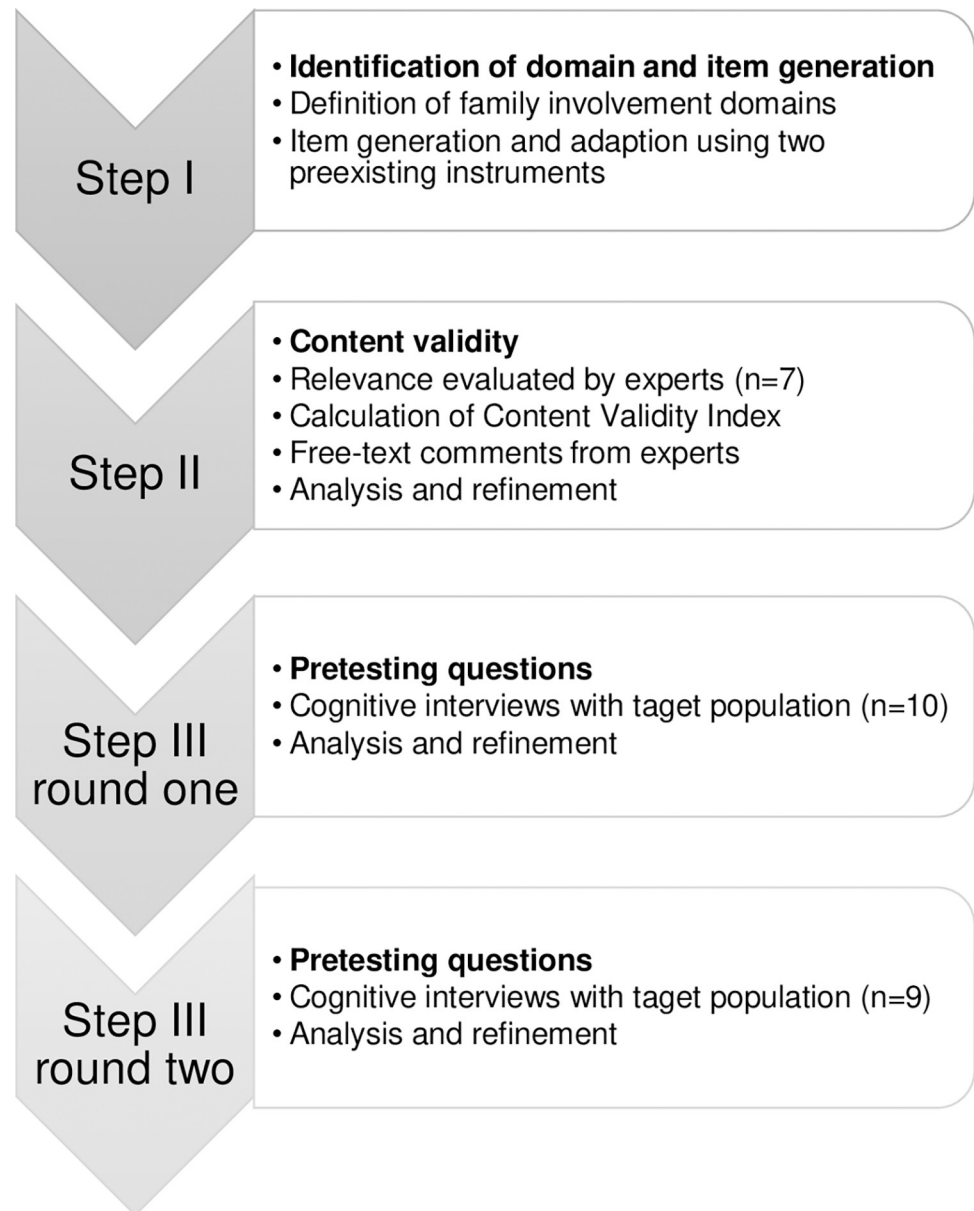 Step I
• Identification of domain and item generation
• Definition of family involvement domains
• Item generation and adaption using two
preexisting instruments
Step II
• Content validity
• Relevance evaluated by experts (n=7)
• Calculation of Content Validity Index
• Free-text comments from experts
• Analysis and refinement
Step III
round one
• Pretesting questions
• Cognitive interviews with taget population (n=10)
• Analysis and refinement
Step III
round two
• Pretesting questions
• Cognitive interviews with taget population (n=9)
• Analysis and refinement